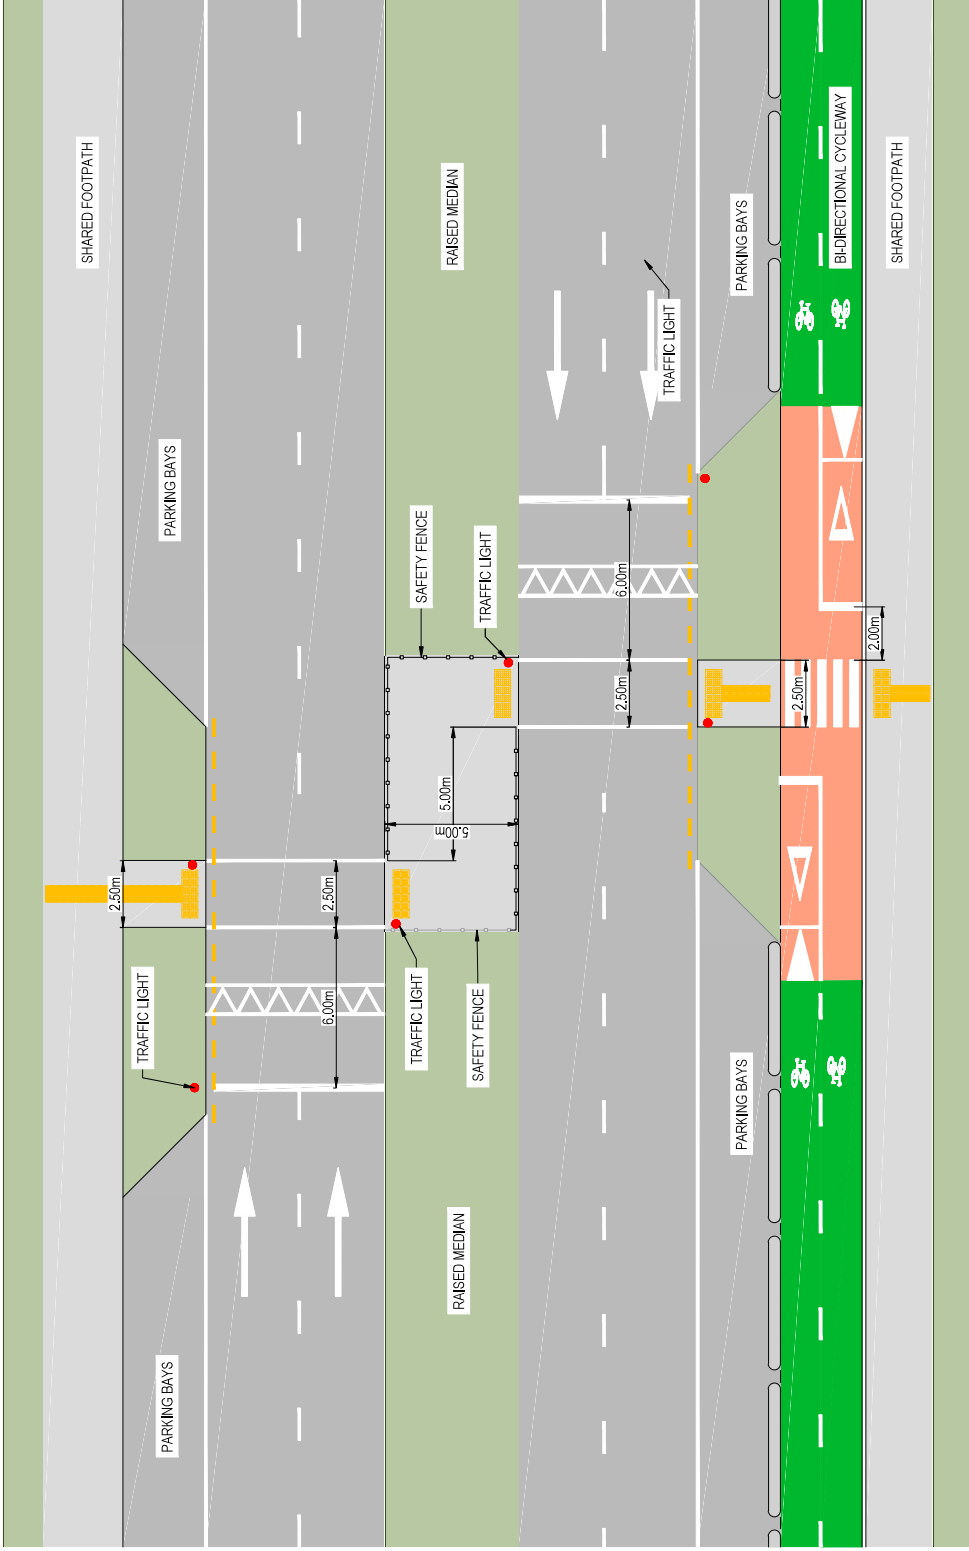 SHARED FOOTPATH
PARKING BAYS
RAISED MEDIAN
SAFETY FENCE
TRAFFIC LIGHT
TRAFFIC LIGHT
PARKING BAYS
BI-DIRECTIONAL CYCLEWAY
SHARED FOOTPATH
6.00m
2.50m
2.50m
2.00m
5.00m
5.00m
2.50m
2.50m
6.00m
TRAFFIC LIGHT
TRAFFIC LIGHT
SAFETY FENCE
PARKING BAYS
RAISED MEDIAN
PARKING BAYS